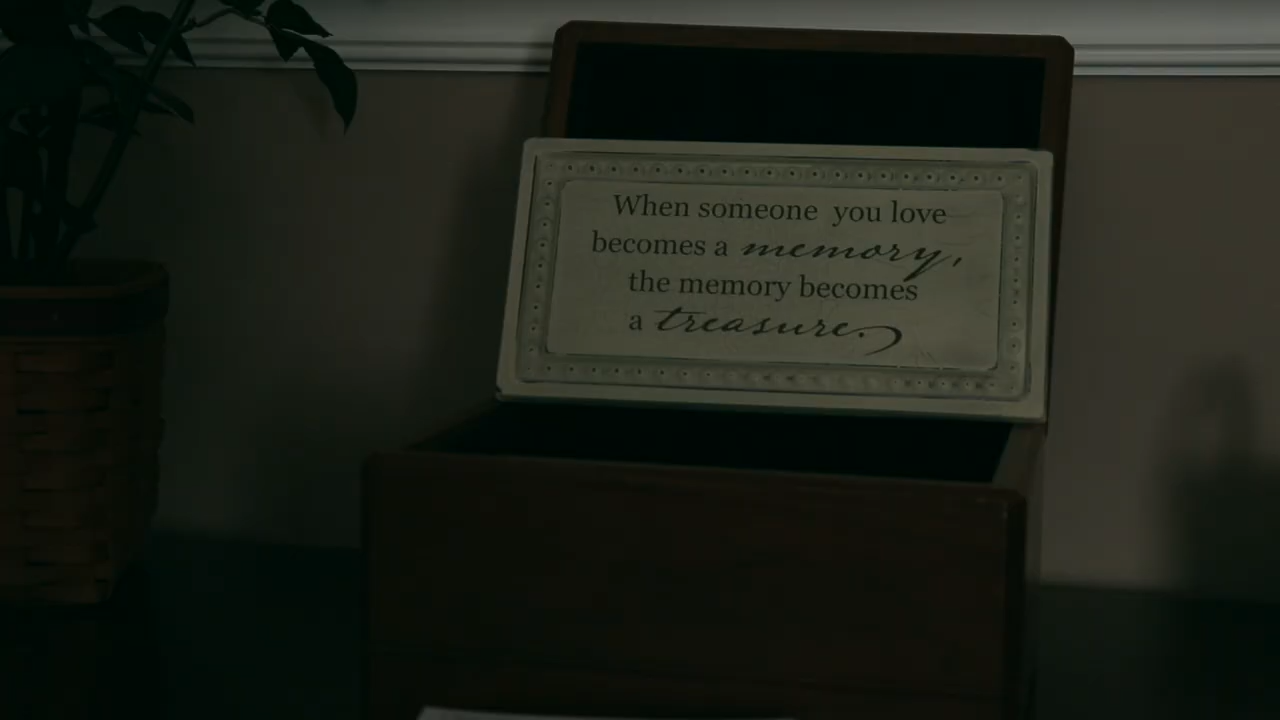 When someone you love
becomes a memory,
the memory becomes
a treasure.